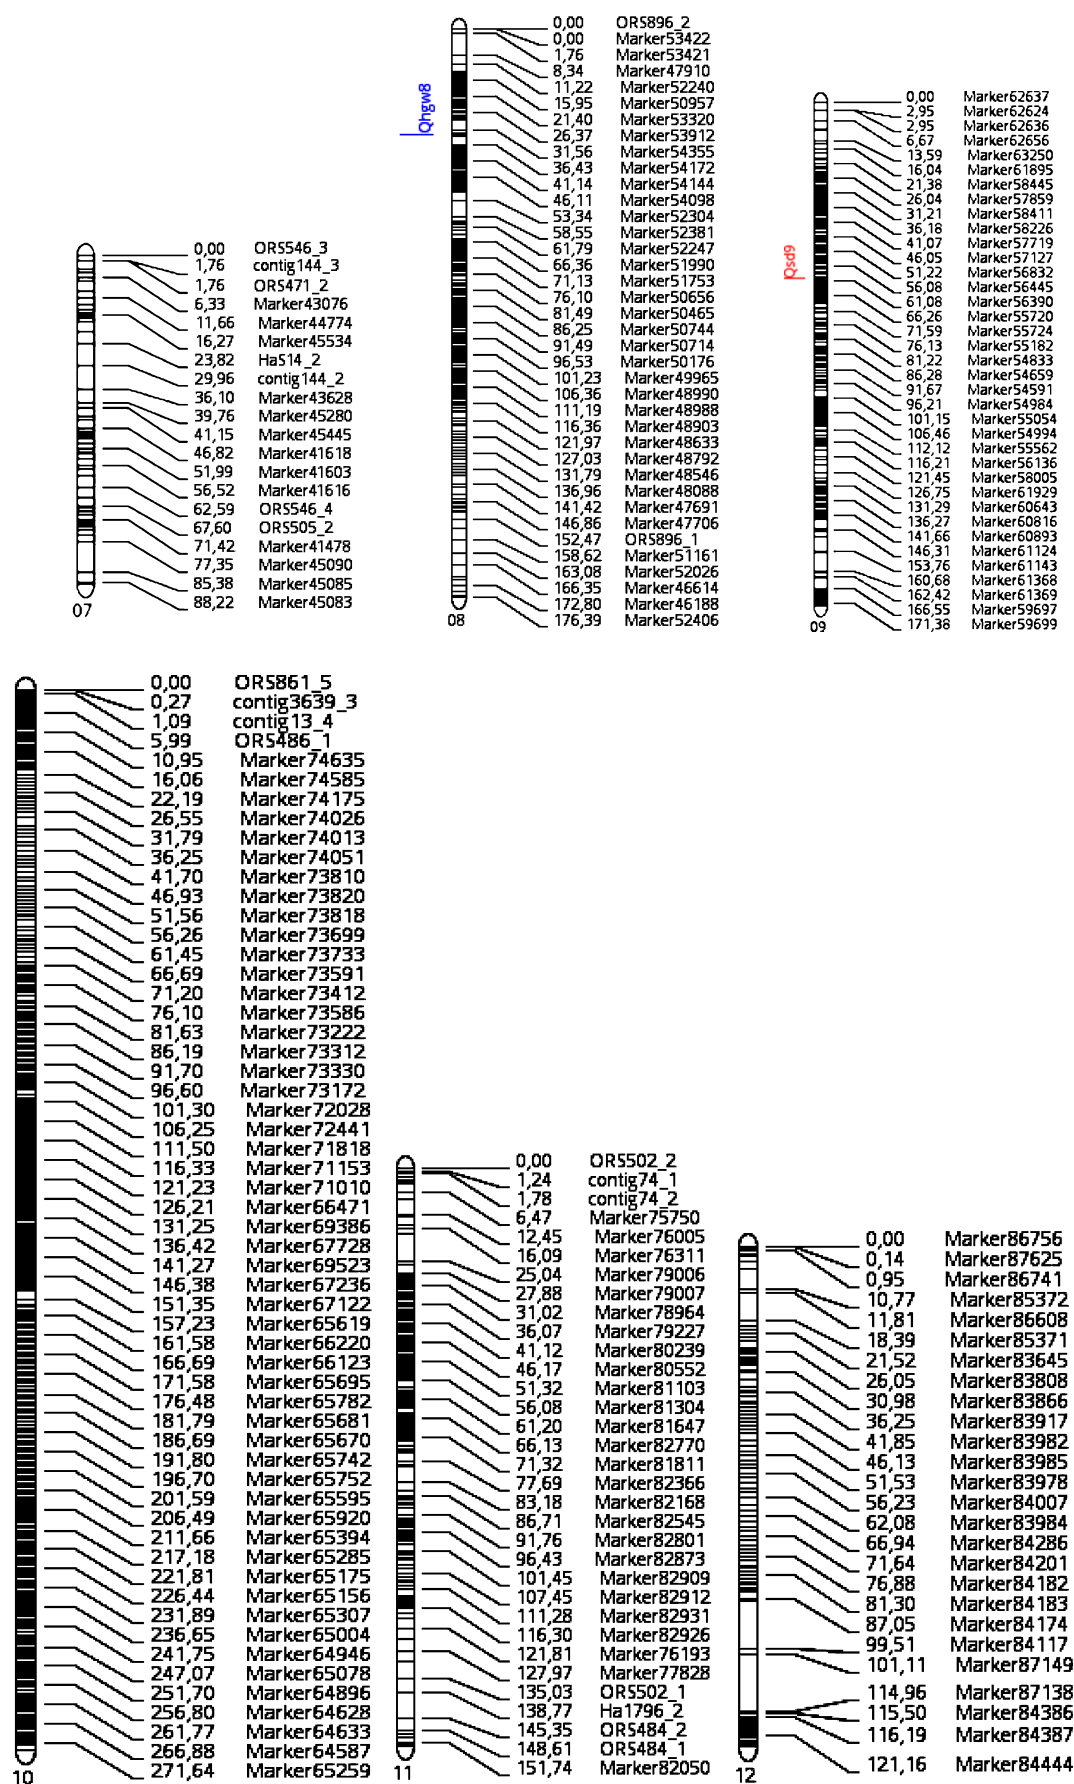 0,00 ORS546_3
1,76 contig144_3
1,76 ORS471_2
6,33 Marker43076
11,66 Marker44774
16,27 Marker45534
23,82 HaS14_2
29,96 contig144_2
36,10 Marker43628
39,76 Marker45280
41,15 Marker45445
46,82 Marker41618
51,99 Marker41603
56,52 Marker41616
62,59 ORS546_4
67,60 ORS505_2
71,42 Marker41478
77,35 Marker45090
85,38 Marker45085
88,22 Marker45083
07
Qhgw8
0,00 ORS896_2
0,00 Marker53422
1,76 Marker53421
8,34 Marker47910
11,22 Marker52240
15,95 Marker50957
21,40 Marker53320
26,37 Marker53912
31,56 Marker54355
36,43 Marker54172
41,14 Marker54144
46,11 Marker54098
53,34 Marker52304
58,55 Marker52381
61,79 Marker52247
66,36 Marker51990
71,13 Marker51753
76,10 Marker50656
81,49 Marker50465
86,25 Marker50744
91,49 Marker50714
96,53 Marker50176
101,23 Marker49965
106,36 Marker48990
111,19 Marker48988
116,36 Marker48903
121,97 Marker48633
127,03 Marker48792
131,79 Marker48546
136,96 Marker48088
141,42 Marker47691
146,86 Marker47706
152,47 ORS896_1
158,62 Marker51161
163,08 Marker52026
166,35 Marker46614
172,80 Marker46188
176,39 Marker52406
08
Qsd9
0,00 Marker62637
2,95 Marker62624
2,95 Marker62636
6,67 Marker62656
13,59 Marker63250
16,04 Marker61895
21,38 Marker58445
26,04 Marker57859
31,21 Marker58411
36,18 Marker58226
41,07 Marker57719
46,05 Marker57127
51,22 Marker56832
56,08 Marker56445
61,08 Marker56390
66,26 Marker55720
71,59 Marker55724
76,13 Marker55182
81,22 Marker54833
86,28 Marker54659
91,67 Marker54591
96,21 Marker54984
101,15 Marker55054
106,46 Marker54994
112,12 Marker55562
116,21 Marker56136
121,45 Marker58005
126,75 Marker61929
131,29 Marker60643
136,27 Marker60816
141,66 Marker60893
146,31 Marker61124
153,76 Marker61143
160,68 Marker61368
162,42 Marker61369
166,55 Marker59697
171,38 Marker59699
09
0,00 ORS861_5
0,27 contig3639_3
1,09 contig13_4
5,99 ORS486_1
10,95 Marker74635
16,06 Marker74585
22,19 Marker74175
26,55 Marker74026
31,79 Marker74013
36,25 Marker74051
41,70 Marker73810
46,93 Marker73820
51,56 Marker73818
56,26 Marker73699
61,45 Marker73733
66,69 Marker73591
71,20 Marker73412
76,10 Marker73586
81,63 Marker73222
86,19 Marker73312
91,70 Marker73330
96,60 Marker73172
101,30 Marker72028
106,25 Marker72441
111,50 Marker71818
116,33 Marker71153
121,23 Marker71010
126,21 Marker66471
131,25 Marker69386
136,42 Marker67728
141,27 Marker69523
146,38 Marker67236
151,35 Marker67122
157,23 Marker65619
161,58 Marker66220
166,69 Marker66123
171,58 Marker65695
176,48 Marker65782
181,79 Marker65681
186,69 Marker65670
191,80 Marker65742
196,70 Marker65752
201,59 Marker65595
206,49 Marker65920
211,66 Marker65394
217,18 Marker65285
221,81 Marker65175
226,44 Marker65156
231,89 Marker65307
236,65 Marker65004
241,75 Marker64946
247,07 Marker65078
251,70 Marker64896
256,80 Marker64628
261,77 Marker64633
266,88 Marker64587
271,64 Marker65259
10
0,00 ORS502_2
1,24 contig74_1
1,78 contig74_2
6,47 Marker75750
12,45 Marker76005
16,09 Marker76311
25,04 Marker79006
27,88 Marker79007
31,02 Marker78964
36,07 Marker79227
41,12 Marker80239
46,17 Marker80552
51,32 Marker81103
56,08 Marker81304
61,20 Marker81647
66,13 Marker82770
71,32 Marker81811
77,69 Marker82366
83,18 Marker82168
86,71 Marker82545
91,76 Marker82801
96,43 Marker82873
101,45 Marker82909
107,45 Marker82912
111,28 Marker82931
116,30 Marker82926
121,81 Marker76193
127,97 Marker77828
135,03 ORS502_1
138,77 Ha1796_2
145,35 ORS484_2
148,61 ORS484_1
151,74 Marker82050
11
0,00 Marker86756
0,14 Marker87625
0,95 Marker86741
10,77 Marker85372
11,81 Marker86608
18,39 Marker85371
21,52 Marker83645
26,05 Marker83808
30,98 Marker83866
36,25 Marker83917
41,85 Marker83982
46,13 Marker83985
51,53 Marker83978
56,23 Marker84007
62,08 Marker83984
66,94 Marker84286
71,64 Marker84201
76,88 Marker84182
81,30 Marker84183
87,05 Marker84174
99,51 Marker84117
101,11 Marker87149
114,96 Marker87138
115,50 Marker84386
116,19 Marker84387
121,16 Marker84444
12